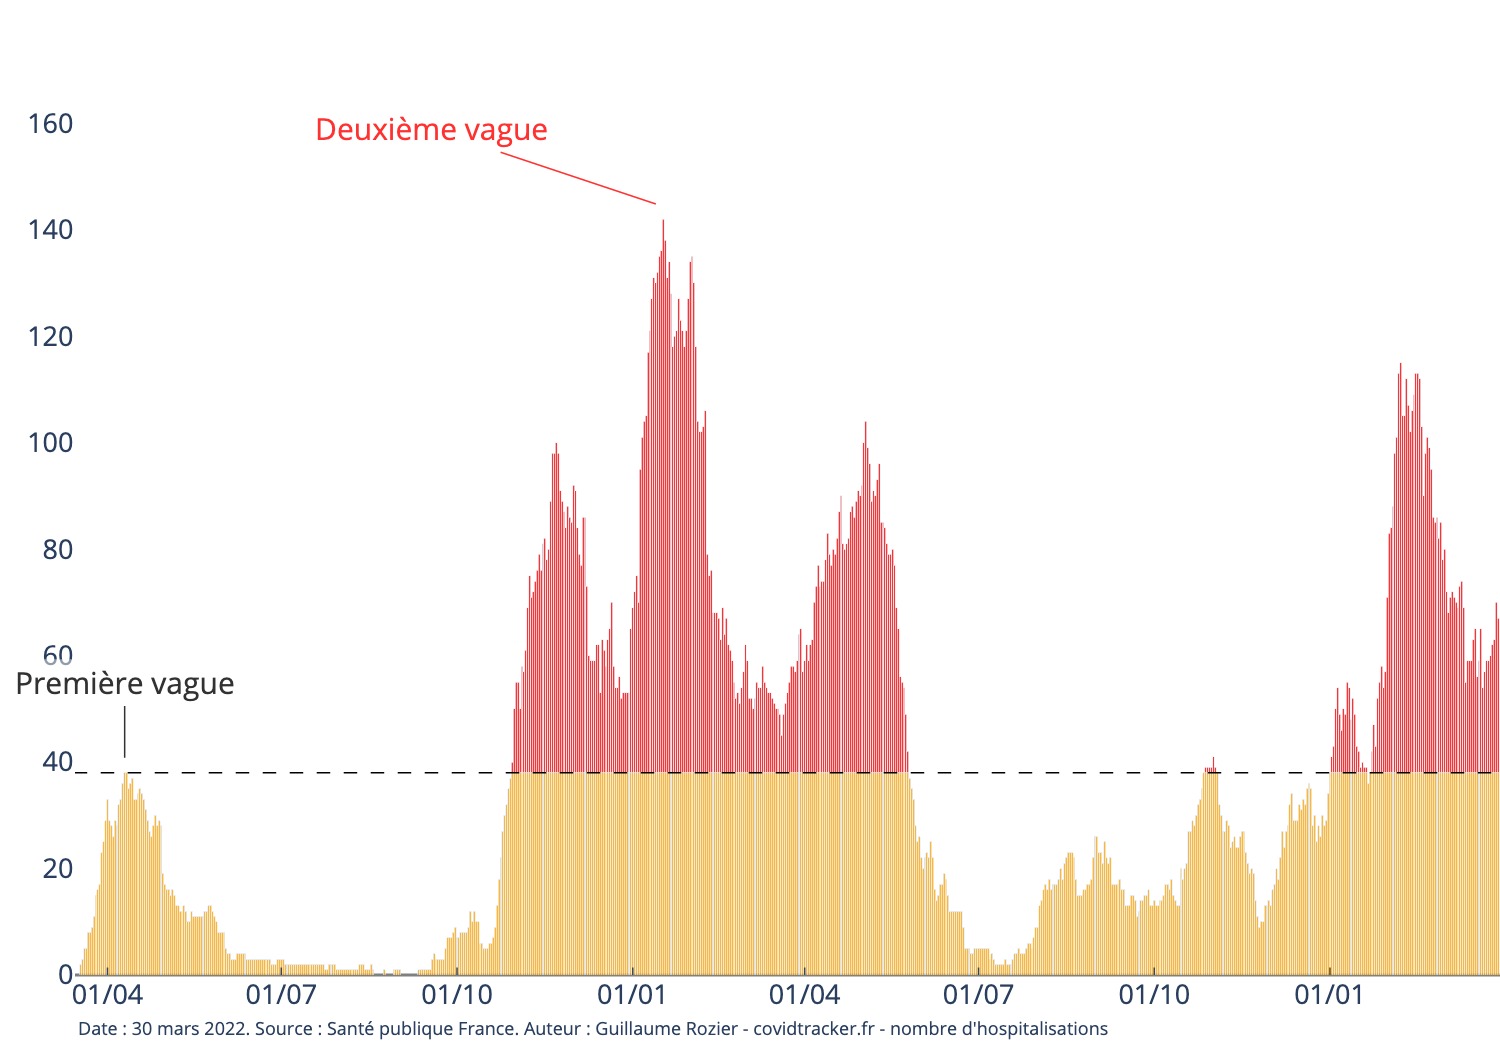 160
Deuxième vague
140
120
100
80
60
Première vague
40
20
0
01/04 01/07 01/10 01/01 01/04 01/07 01/10 01/01
Date : 30 mars 2022. Source : Santé publique France. Auteur : Guillaume Rozier - covidtracker.fr - nombre d'hospitalisations